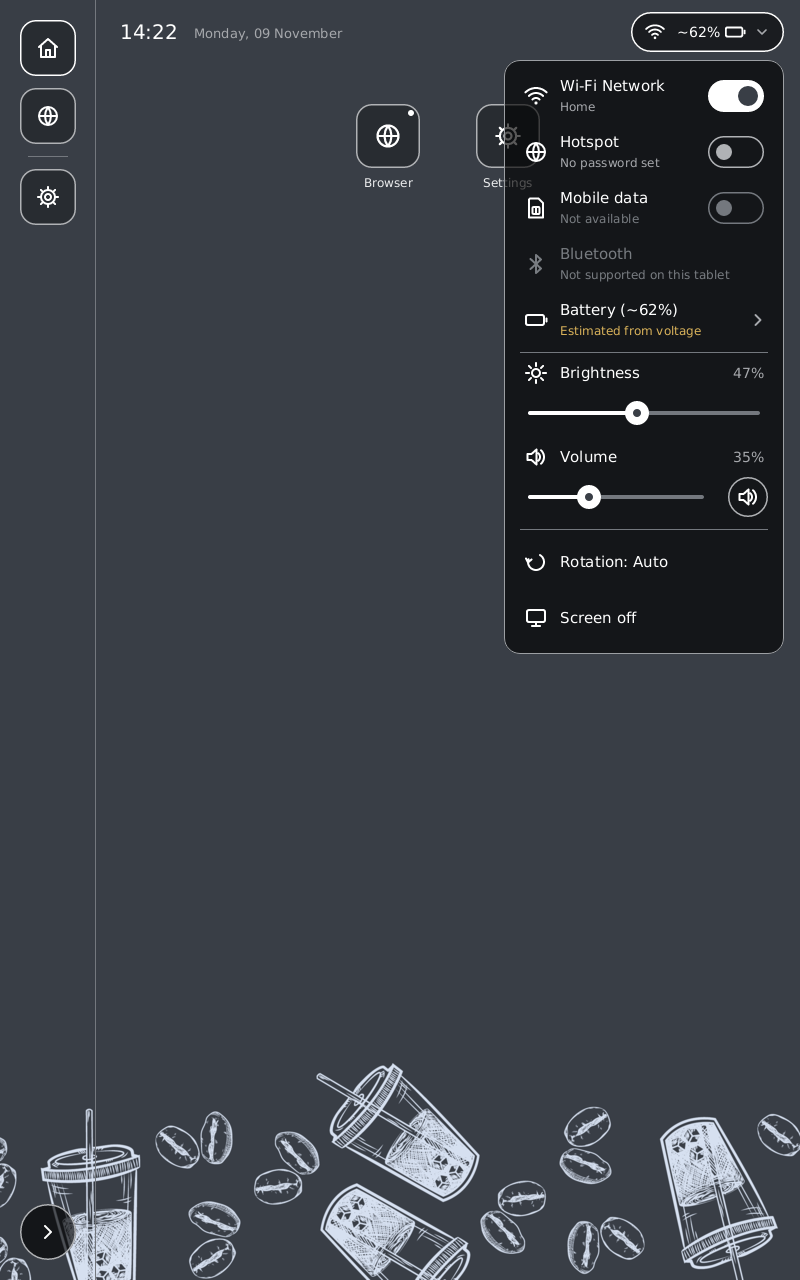 14:22 Monday, 09 November
~62%
Browser
Settings
Wi-Fi Network
Home
Hotspot
No password set
Mobile data
Not available
Bluetooth
Not supported on this tablet
Battery (~62%)
Estimated from voltage
Brightness 47%
Volume 35%
Rotation: Auto
Screen off